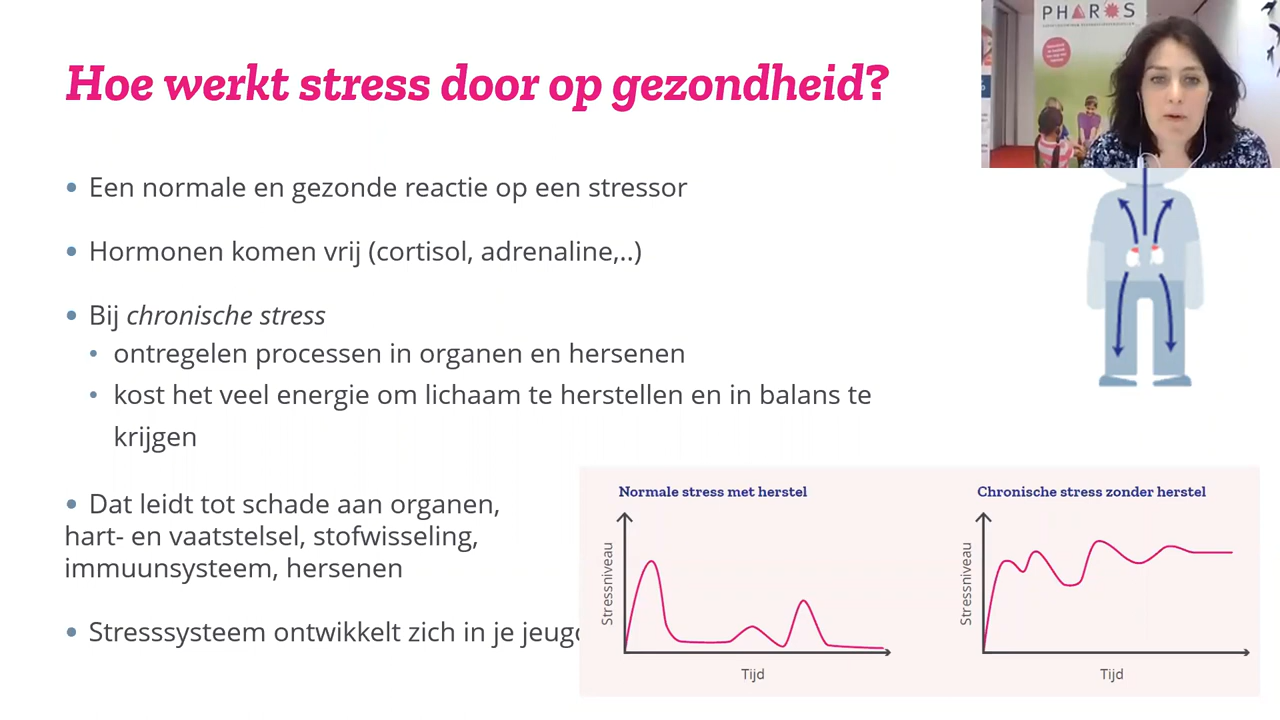 PHAROS
Hoe werkt stress door op gezondheid?
• Een normale en gezonde reactie op een stressor
• Hormonen komen vrij (cortisol, adrenaline,..)
• Bij chronische stress
• ontregelen processen in organen en hersenen
• kost het veel energie om lichaam te herstellen en in balans te
krijgen
• Dat leidt tot schade aan organen,
hart- en vaatstelsel, stofwisseling,
immuunsysteem, hersenen
• Stresssysteem ontwikkelt zich in je
Normale stress met herstel
Stressniveau
Tijd
Chronische stress zonder herstel
Stressniveau
Tijd